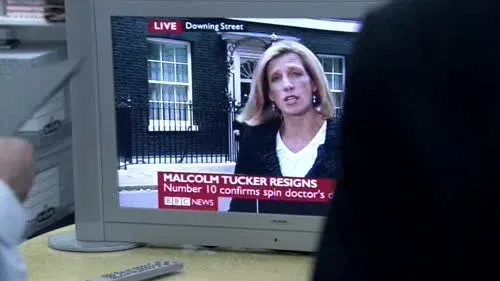 LIVE Downing Street
MALCOLM TUCKER RESIGNS
Number 10 confirms spin doctor's
BBC NEWS